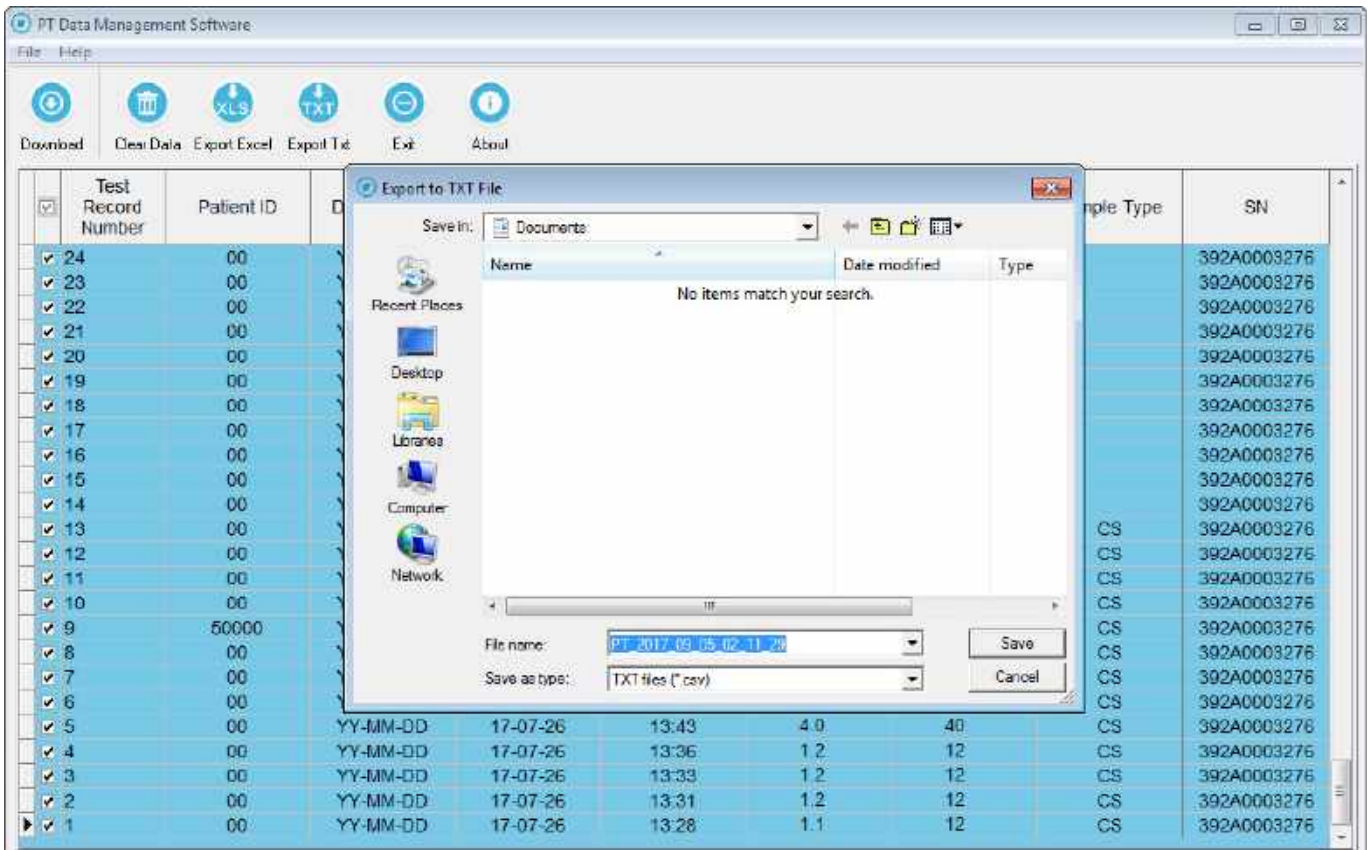 PT Data Management Software
File Help
XLS TXT
Download Clear Data Export Excel Export Txt Exit About
Test Record Number Patient ID D mple Type SN
Export to TXT File
Save in: Documents
Name Date modified Type
No items match your search.
Recent Places
Desktop
Libraries
Computer
Network
File name: PT_2017_09_05_02_11_29 Save
Save as type: TXT files (*.csv) Cancel
24 00 Y 392A0003276
23 00 Y 392A0003276
22 00 Y 392A0003276
21 00 Y 392A0003276
20 00 Y 392A0003276
19 00 Y 392A0003276
18 00 Y 392A0003276
17 00 Y 392A0003276
16 00 Y 392A0003276
15 00 Y 392A0003276
14 00 Y 392A0003276
13 00 Y CS 392A0003276
12 00 Y CS 392A0003276
11 00 Y CS 392A0003276
10 00 Y CS 392A0003276
9 50000 Y CS 392A0003276
8 00 Y CS 392A0003276
7 00 Y CS 392A0003276
6 00 Y CS 392A0003276
5 00 YY-MM-DD 17-07-26 13:43 4.0 40 CS 392A0003276
4 00 YY-MM-DD 17-07-26 13:36 1.2 12 CS 392A0003276
3 00 YY-MM-DD 17-07-26 13:33 1.2 12 CS 392A0003276
2 00 YY-MM-DD 17-07-26 13:31 1.2 12 CS 392A0003276
1 00 YY-MM-DD 17-07-26 13:28 1.1 12 CS 392A0003276